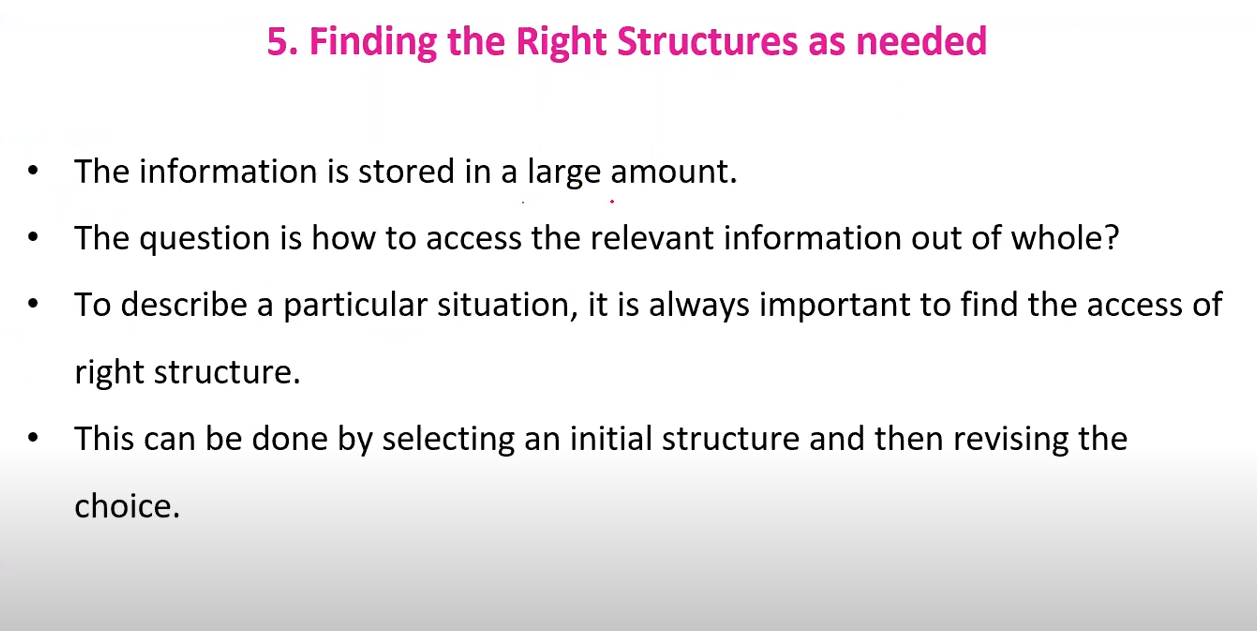 5. Finding the Right Structures as needed
• The information is stored in a large amount.
• The question is how to access the relevant information out of whole?
• To describe a particular situation, it is always important to find the access of
right structure.
• This can be done by selecting an initial structure and then revising the
choice.